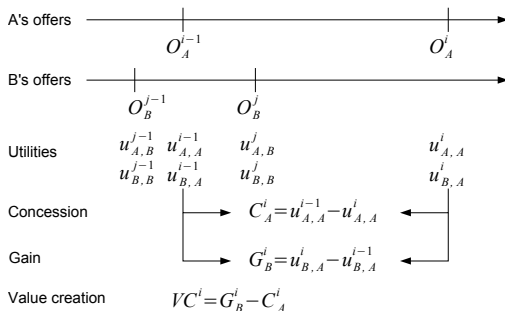 A's offers
O_A^{i-1} O_A^i
B's offers
O_B^{j-1} O_B^j
Utilities
u_{A,B}^{j-1} u_{A,A}^{i-1} u_{A,B}^j u_{A,A}^i
u_{B,B}^{j-1} u_{B,A}^{i-1} u_{B,B}^j u_{B,A}^i
Concession C_A^i = u_{A,A}^{i-1} − u_{A,A}^i
Gain G_B^i = u_{B,A}^i − u_{B,A}^{i-1}
Value creation VC^i = G_B^i − C_A^i